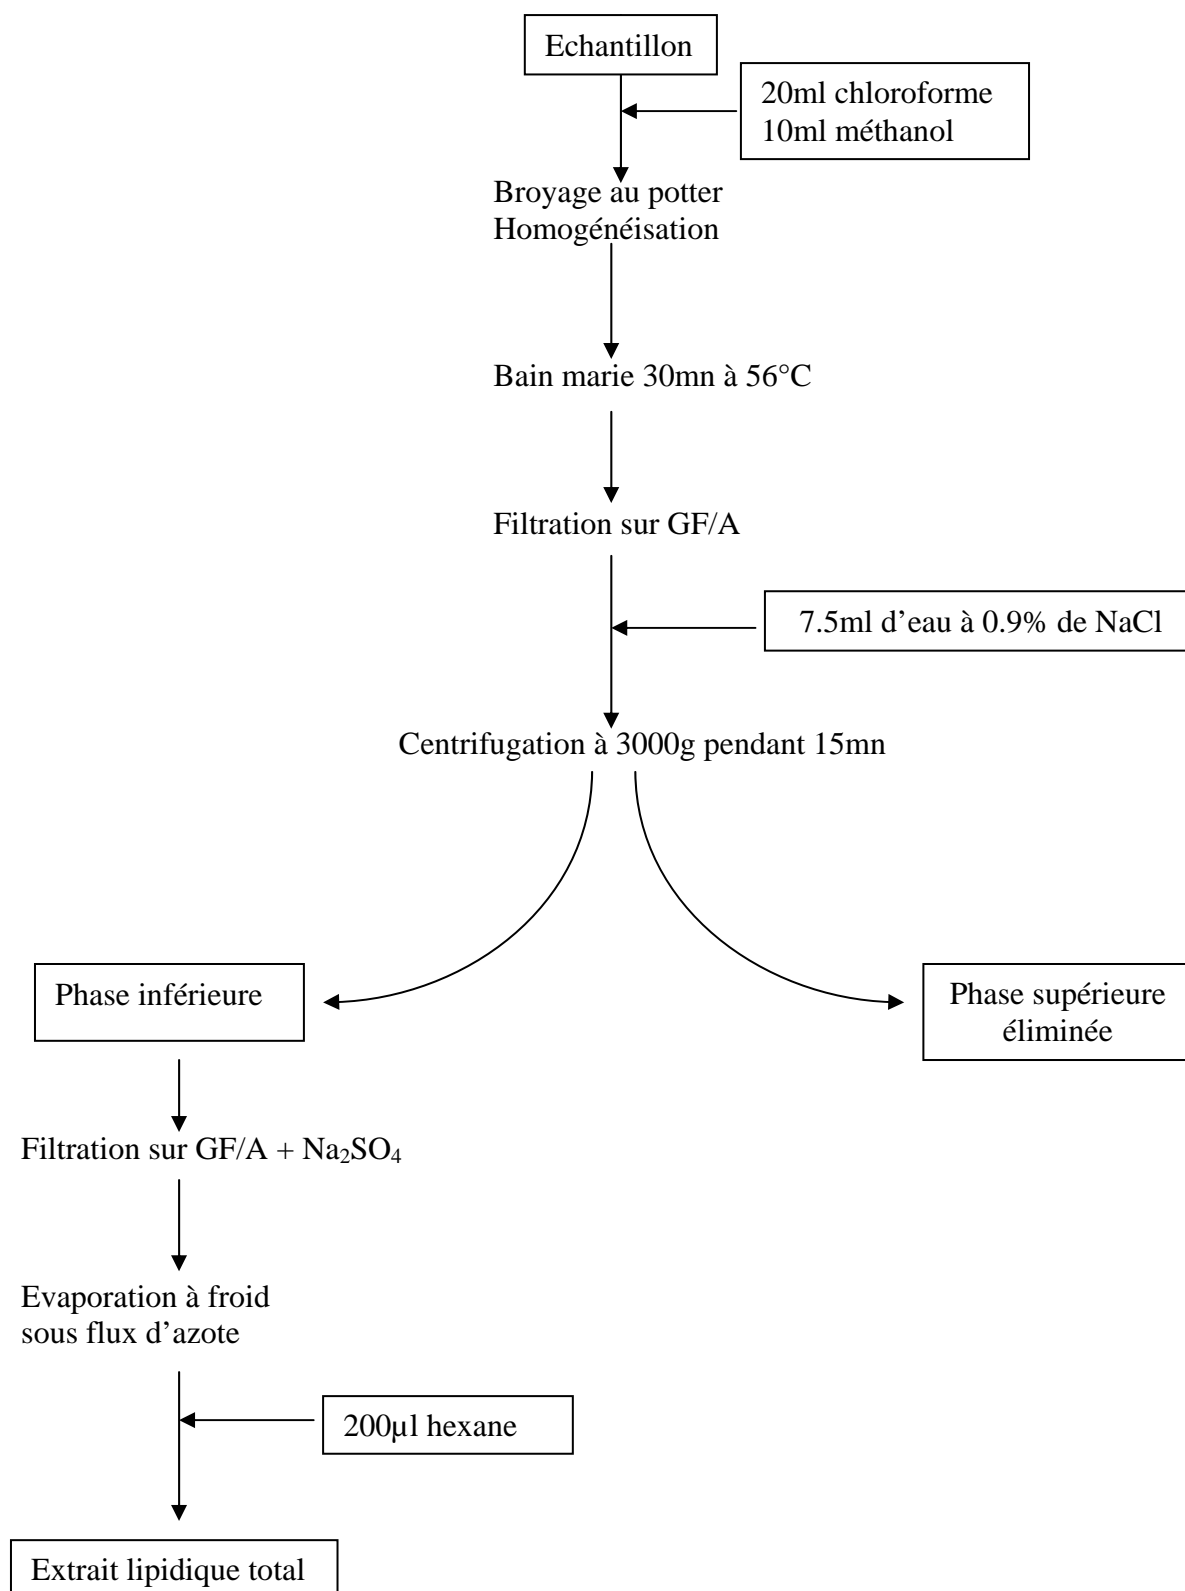 Echantillon
20ml chloroforme
10ml méthanol
Broyage au potter
Homogénéisation
Bain marie 30mn à 56°C
Filtration sur GF/A
7.5ml d’eau à 0.9% de NaCl
Centrifugation à 3000g pendant 15mn
Phase inférieure
Phase supérieure
éliminée
Filtration sur GF/A + Na₂SO₄
Evaporation à froid
sous flux d’azote
200µl hexane
Extrait lipidique total